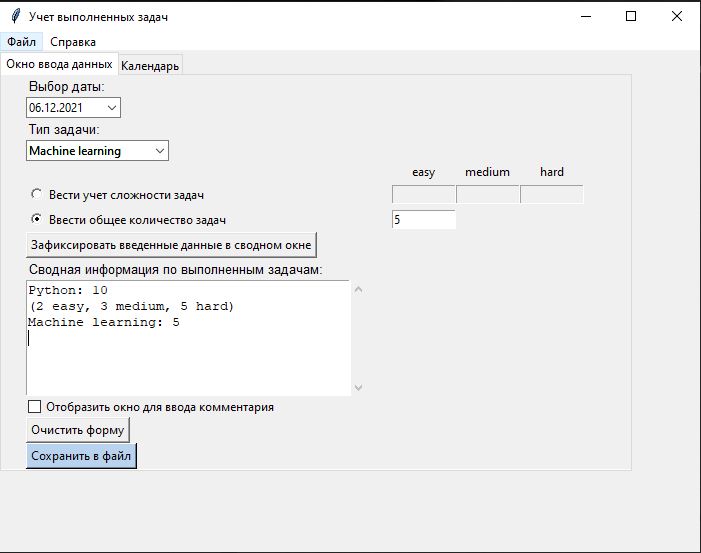 Учет выполненных задач
Файл Справка
Окно ввода данных Календарь
Выбор даты:
06.12.2021
Тип задачи:
Machine learning
easy medium hard
Вести учет сложности задач
Ввести общее количество задач 5
Зафиксировать введенные данные в сводном окне
Сводная информация по выполненным задачам:
Python: 10
(2 easy, 3 medium, 5 hard)
Machine learning: 5
Отобразить окно для ввода комментария
Очистить форму
Сохранить в файл